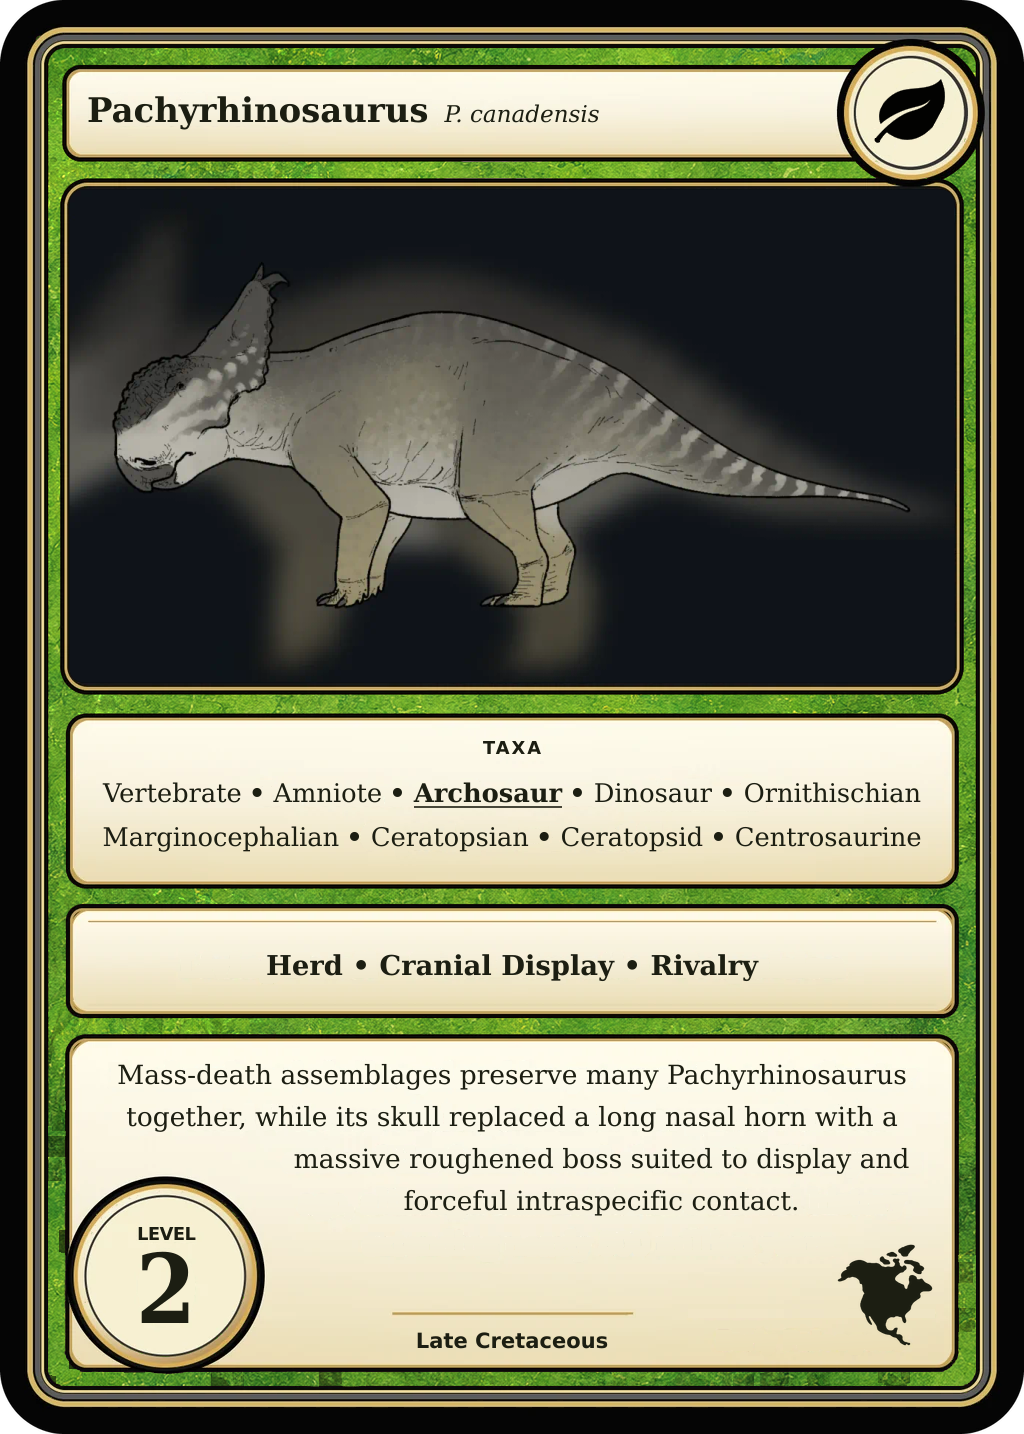 Pachyrhinosaurus P. canadensis
TAXA
Vertebrate • Amniote • Archosaur • Dinosaur • Ornithischian
Marginocephalian • Ceratopsian • Ceratopsid • Centrosaurine
Herd • Cranial Display • Rivalry
Mass-death assemblages preserve many Pachyrhinosaurus
together, while its skull replaced a long nasal horn with a
massive roughened boss suited to display and
forceful intraspecific contact.
LEVEL
2
Late Cretaceous